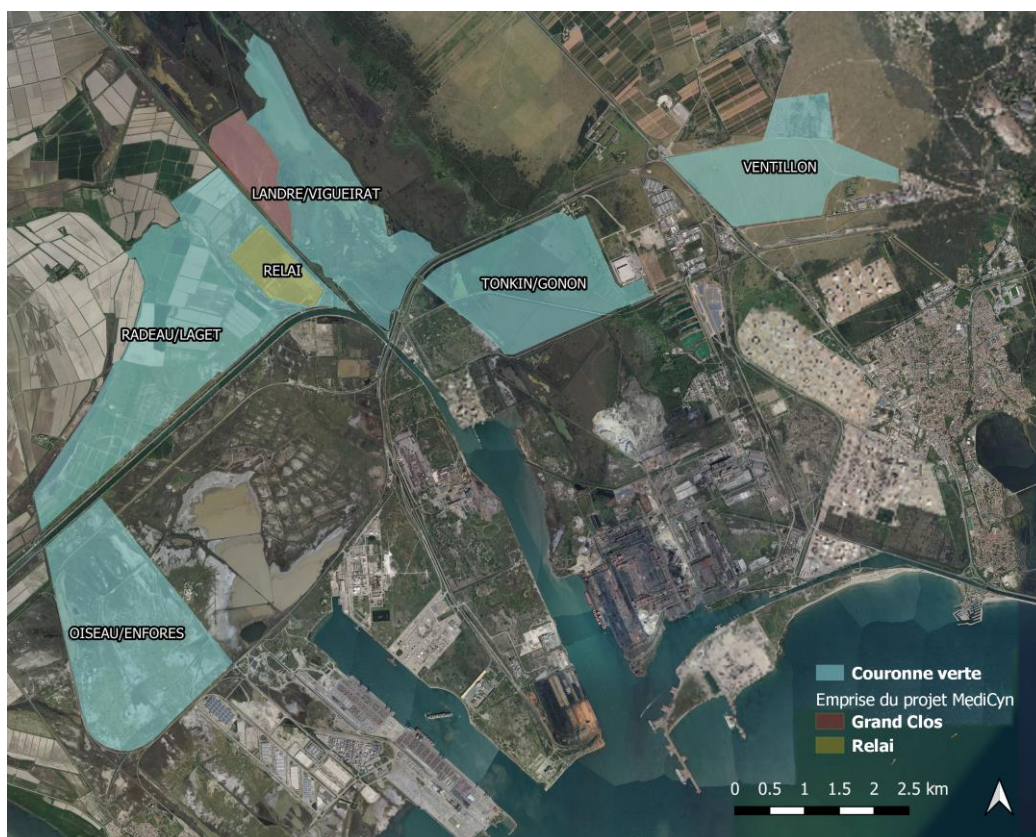 VENTILLON
LANDRE/VIGUEIRAT
RELAI
TONKIN/GONON
RADEAU/LAGET
OISEAU/ENFORES
Couronne verte
Emprise du projet MediCyn
Grand Clos
Relai
0 0.5 1 1.5 2 2.5 km